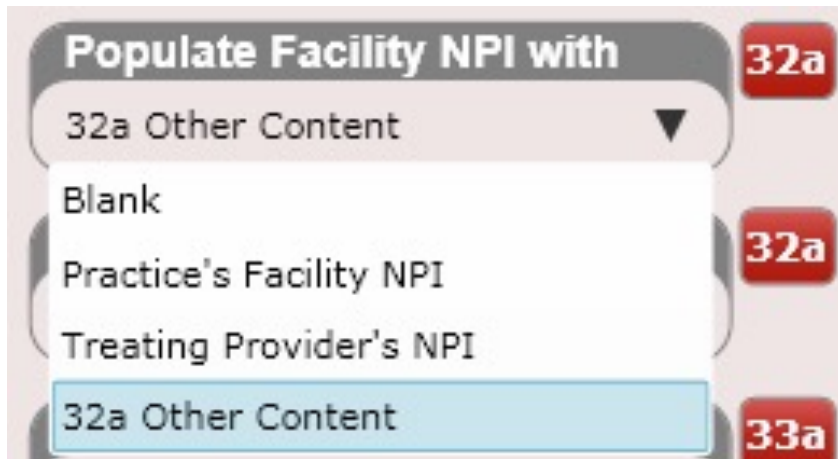 Populate Facility NPI with 32a
32a Other Content
Blank
Practice's Facility NPI 32a
Treating Provider's NPI
32a Other Content 33a